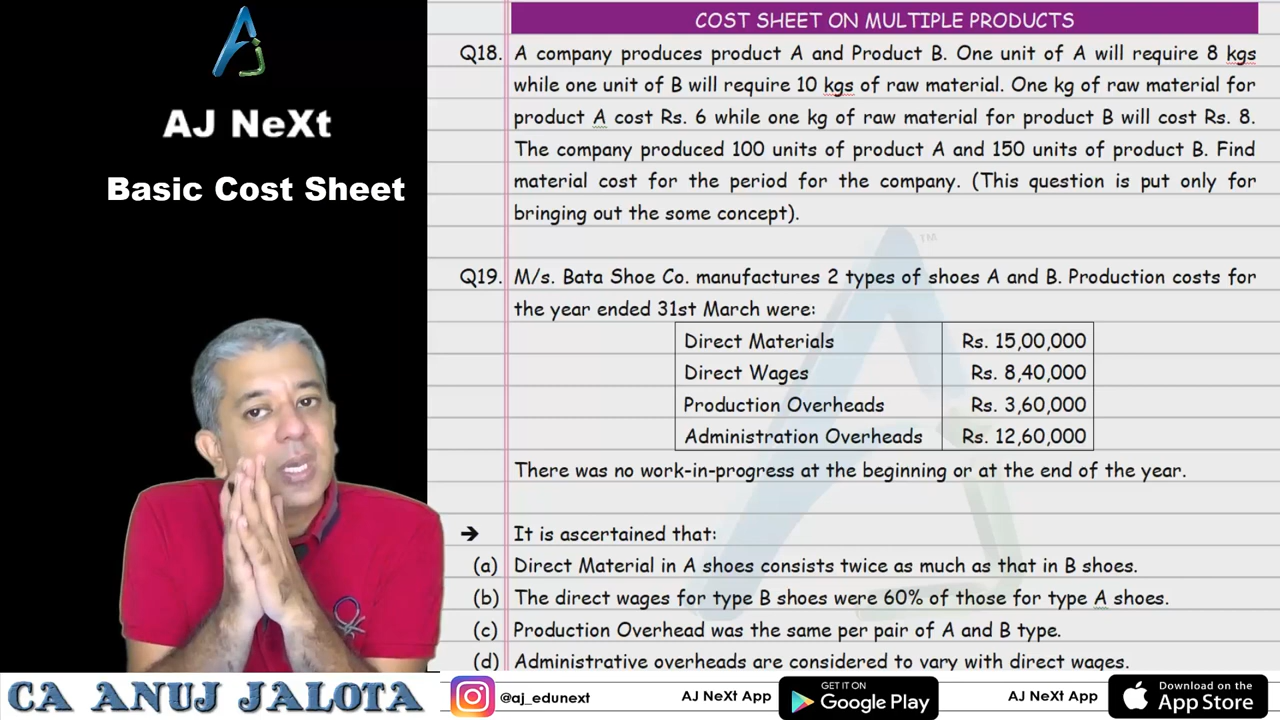 COST SHEET ON MULTIPLE PRODUCTS
AJ NeXt
Basic Cost Sheet
Q18. A company produces product A and Product B. One unit of A will require 8 kgs
while one unit of B will require 10 kgs of raw material. One kg of raw material for
product A cost Rs. 6 while one kg of raw material for product B will cost Rs. 8.
The company produced 100 units of product A and 150 units of product B. Find
material cost for the period for the company. (This question is put only for
bringing out the some concept).
TM
Q19. M/s. Bata Shoe Co. manufactures 2 types of shoes A and B. Production costs for
the year ended 31st March were:
Direct Materials Rs. 15,00,000
Direct Wages Rs. 8,40,000
Production Overheads Rs. 3,60,000
Administration Overheads Rs. 12,60,000
There was no work-in-progress at the beginning or at the end of the year.
➔ It is ascertained that:
(a) Direct Material in A shoes consists twice as much as that in B shoes.
(b) The direct wages for type B shoes were 60% of those for type A shoes.
(c) Production Overhead was the same per pair of A and B type.
(d) Administrative overheads are considered to vary with direct wages.
CA ANUJ JALOTA
@aj_edunext
AJ NeXt App
GET IT ON
Google Play
AJ NeXt App
Download on the
App Store